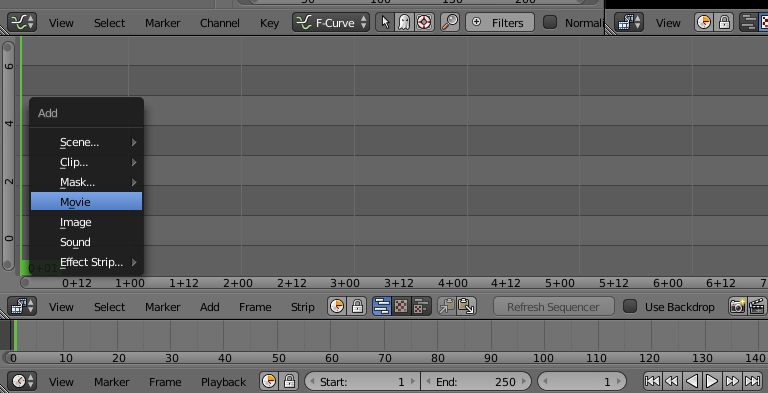 View Select Marker Channel Key F-Curve Filters Normali View
6
4
2
0
Add
Scene...
Clip...
Mask...
Movie
Image
Sound
Effect Strip...
0+12 1+00 1+12 2+00 2+12 3+00 3+12 4+00 4+12 5+00 5+12 6+00 6+12 7
View Select Marker Add Frame Strip Refresh Sequencer Use Backdrop
0 10 20 30 40 50 60 70 80 90 100 110 120 130 140
View Marker Frame Playback Start: 1 End: 250 1